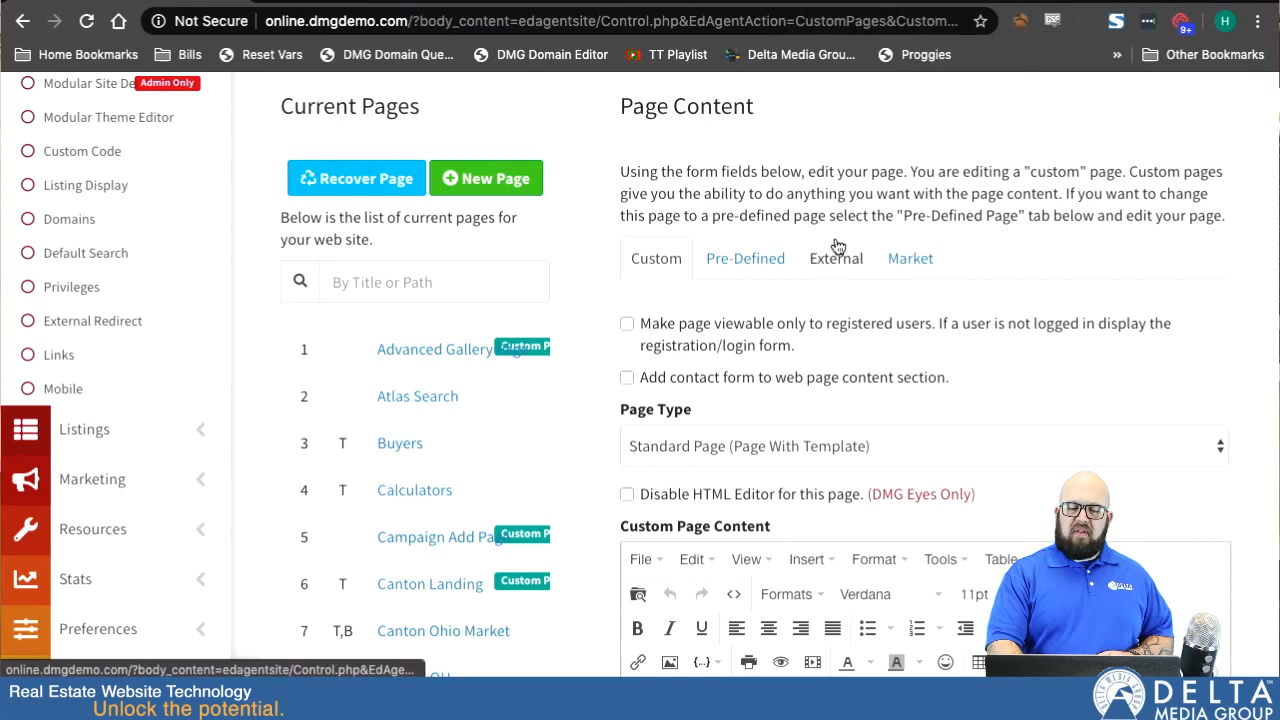 Not Secure online.dmgdemo.com/?body_content=edagentsite/Control.php&EdAgentAction=CustomPages&Custom... 9+ H
Home Bookmarks Bills Reset Vars DMG Domain Que... DMG Domain Editor TT Playlist Delta Media Grou... Proggies » Other Bookmarks
Modular Site De Admin Only
Modular Theme Editor
Custom Code
Listing Display
Domains
Default Search
Privileges
External Redirect
Links
Mobile
Listings
Marketing
Resources
Stats
Preferences
Current Pages
Recover Page New Page
Below is the list of current pages for
your web site.
By Title or Path
1 Advanced Gallery Custom P
2 Atlas Search
3 T Buyers
4 T Calculators
5 Campaign Add Pa Custom P
6 T Canton Landing Custom P
7 T,B Canton Ohio Market
Page Content
Using the form fields below, edit your page. You are editing a "custom" page. Custom pages
give you the ability to do anything you want with the page content. If you want to change
this page to a pre-defined page select the "Pre-Defined Page" tab below and edit your page.
Custom Pre-Defined External Market
Make page viewable only to registered users. If a user is not logged in display the
registration/login form.
Add contact form to web page content section.
Page Type
Standard Page (Page With Template)
Disable HTML Editor for this page. (DMG Eyes Only)
Custom Page Content
File Edit View Insert Format Tools Table
Formats Verdana 11pt
B I U
A A
online.dmgdemo.com/?body_content=edagentsite/Control.php&EdAge...
Real Estate Website Technology
Unlock the potential.
DELTA
MEDIA GROUP